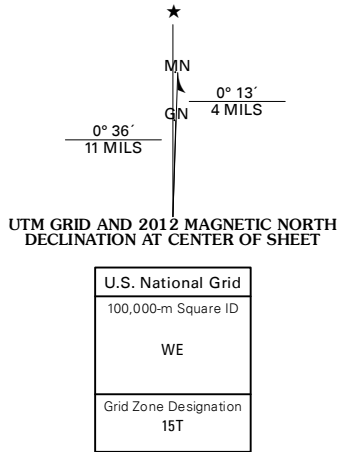 ★
MN
0° 13´
4 MILS
GN
0° 36´
11 MILS
UTM GRID AND 2012 MAGNETIC NORTH
DECLINATION AT CENTER OF SHEET
U.S. National Grid
100,000-m Square ID
WE
Grid Zone Designation
15T